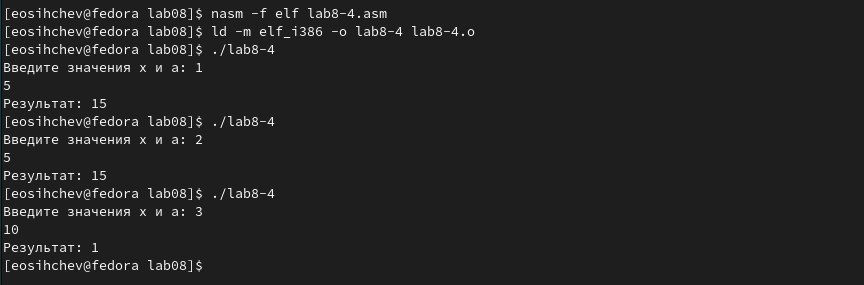 [eosihchev@fedora lab08]$ nasm -f elf lab8-4.asm
[eosihchev@fedora lab08]$ ld -m elf_i386 -o lab8-4 lab8-4.o
[eosihchev@fedora lab08]$ ./lab8-4
Введите значения x и a: 1
5
Результат: 15
[eosihchev@fedora lab08]$ ./lab8-4
Введите значения x и a: 2
5
Результат: 15
[eosihchev@fedora lab08]$ ./lab8-4
Введите значения x и a: 3
10
Результат: 1
[eosihchev@fedora lab08]$